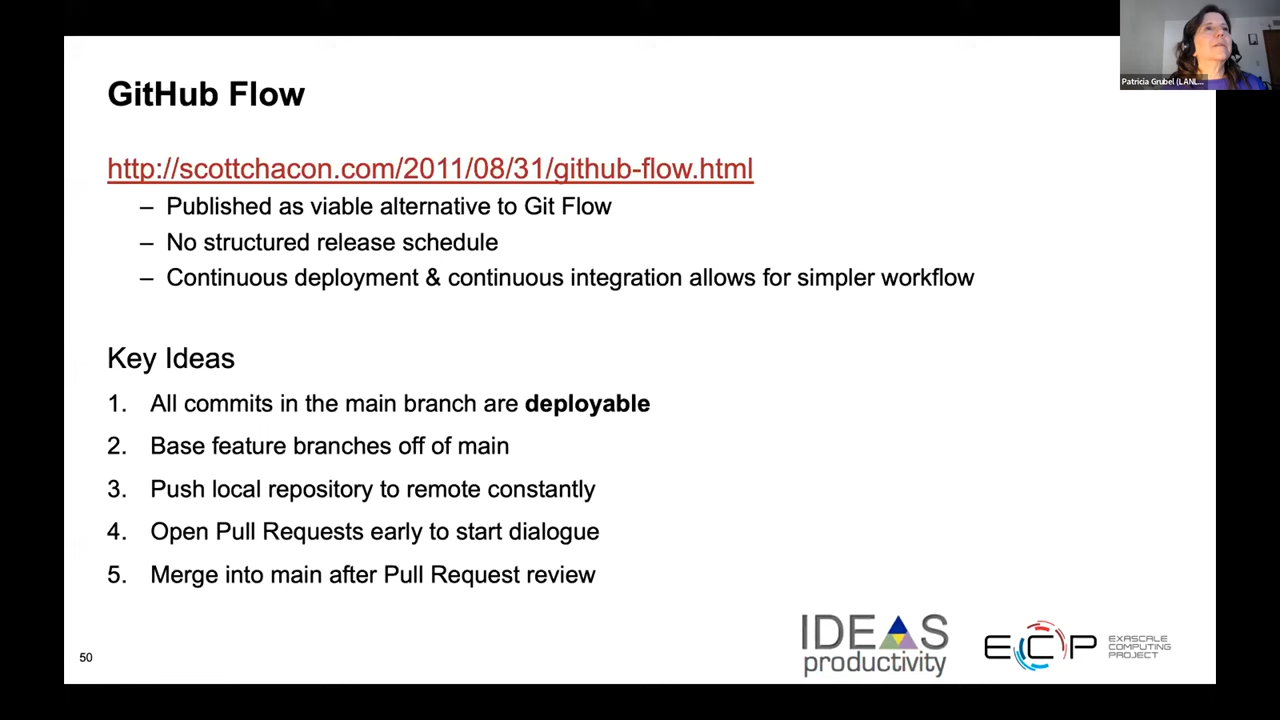 Patricia Grubel (LANL...
GitHub Flow
http://scottchacon.com/2011/08/31/github-flow.html
– Published as viable alternative to Git Flow
– No structured release schedule
– Continuous deployment & continuous integration allows for simpler workflow
Key Ideas
1. All commits in the main branch are deployable
2. Base feature branches off of main
3. Push local repository to remote constantly
4. Open Pull Requests early to start dialogue
5. Merge into main after Pull Request review
50
IDEAS
productivity
ECP
EXASCALE
COMPUTING
PROJECT